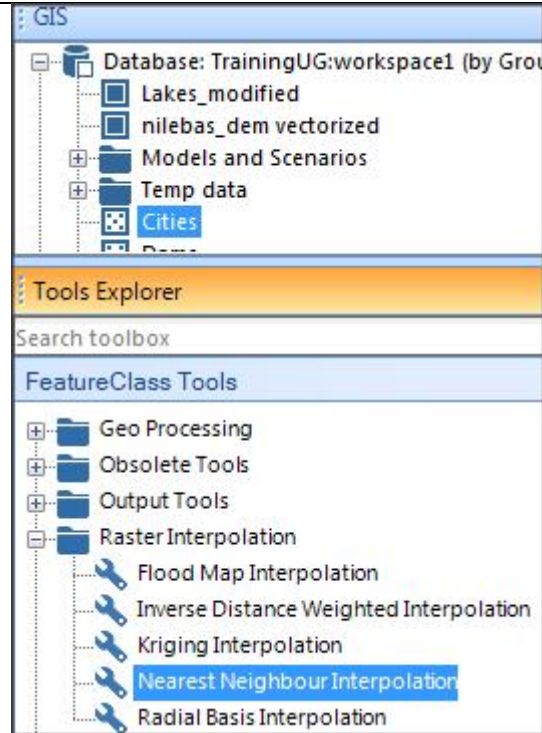 GIS
Database: TrainingUG:workspace1 (by Grou
Lakes_modified
nilebas_dem vectorized
Models and Scenarios
Temp data
Cities
Dams
Tools Explorer
Search toolbox
FeatureClass Tools
Geo Processing
Obsolete Tools
Output Tools
Raster Interpolation
Flood Map Interpolation
Inverse Distance Weighted Interpolation
Kriging Interpolation
Nearest Neighbour Interpolation
Radial Basis Interpolation